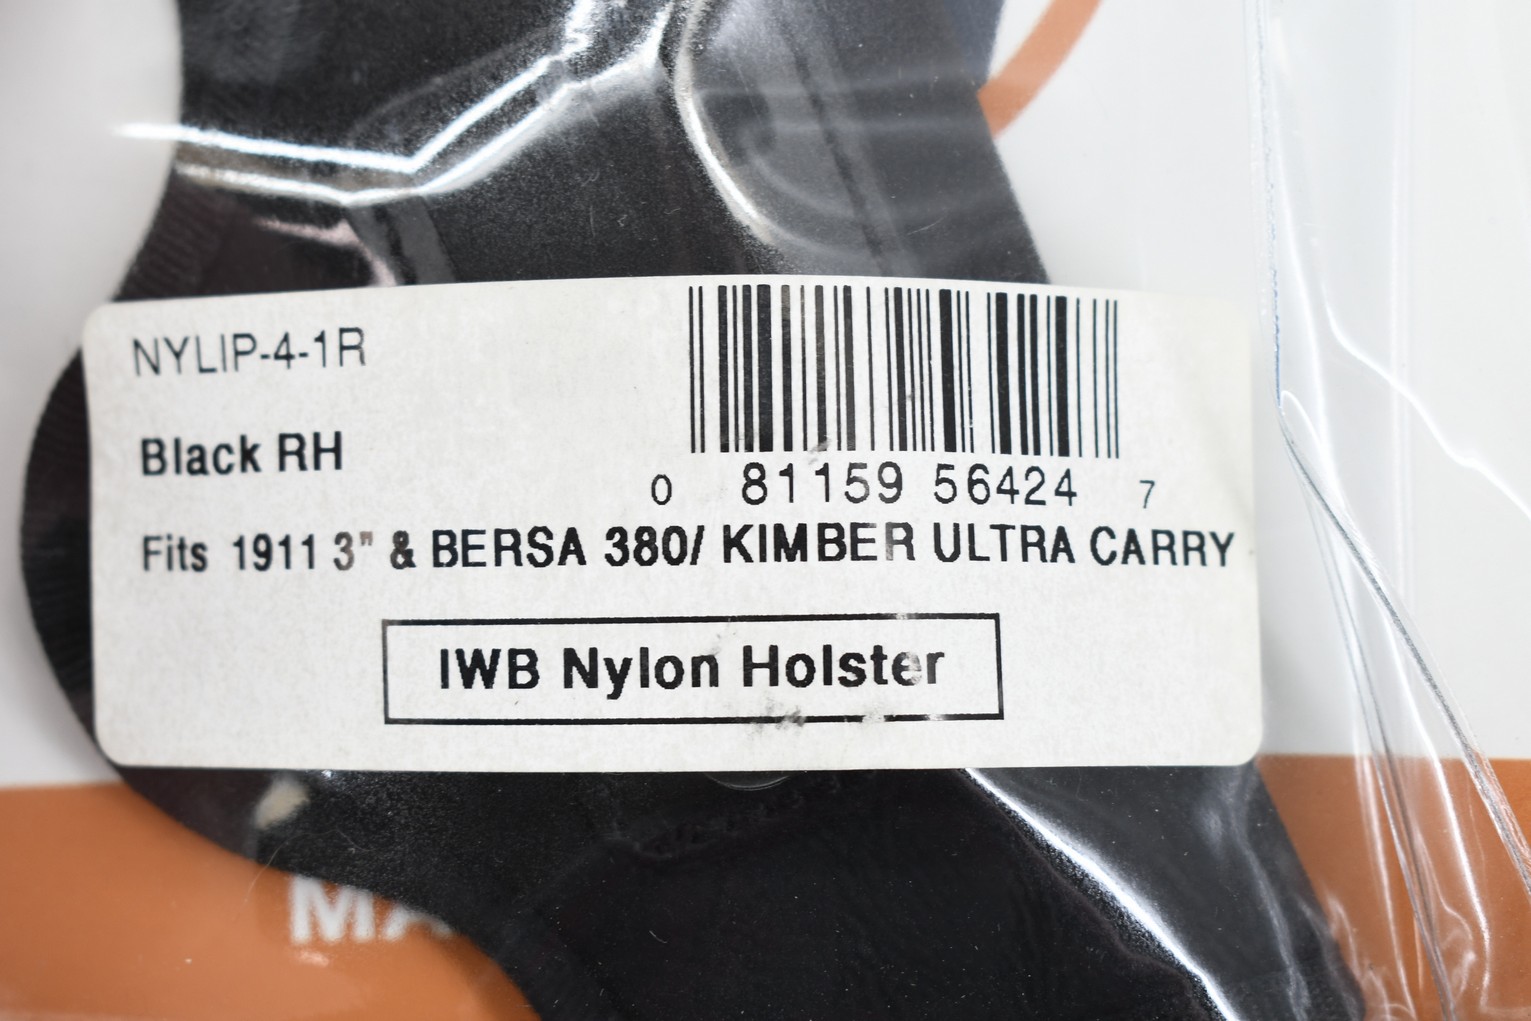 NYLIP-4-1R
Black RH
0 81159 56424 7
Fits 1911 3" & BERSA 380/ KIMBER ULTRA CARRY
IWB Nylon Holster
MA